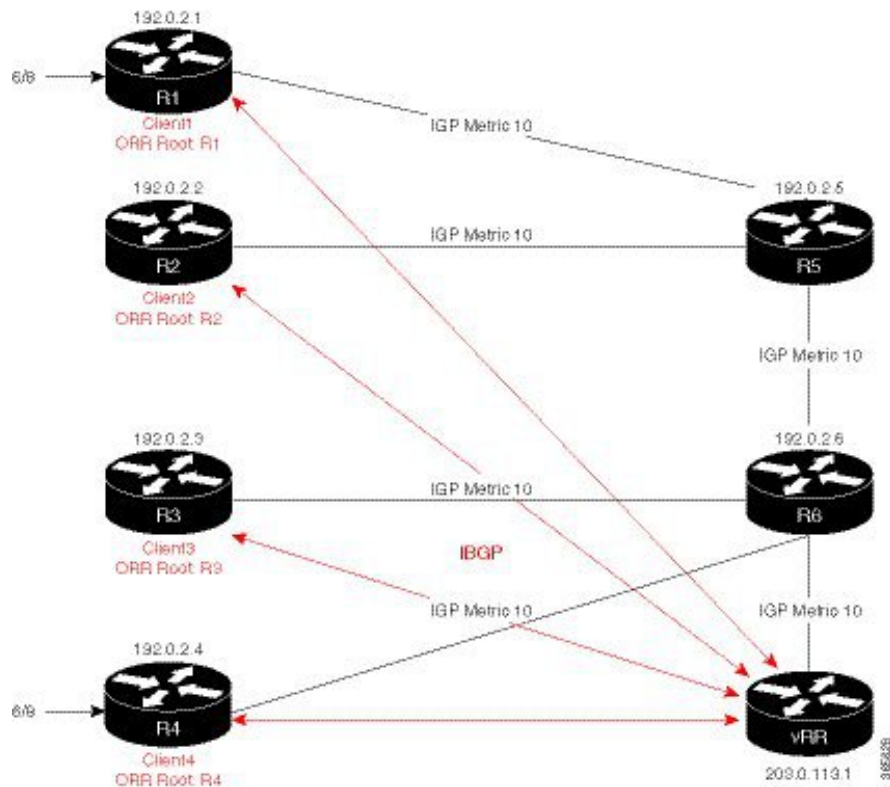 192.0.2.1
6/8
R1
Client1
ORR Root: R1
IGP Metric 10
192.0.2.2
R2
Client2
ORR Root: R2
IGP Metric 10
192.0.2.5
R5
IGP Metric 10
192.0.2.3
R3
Client3
ORR Root: R3
IGP Metric 10
192.0.2.6
R6
IBGP
IGP Metric 10
IGP Metric 10
192.0.2.4
6/8
R4
Client4
ORR Root: R4
vRR
209.0.113.1